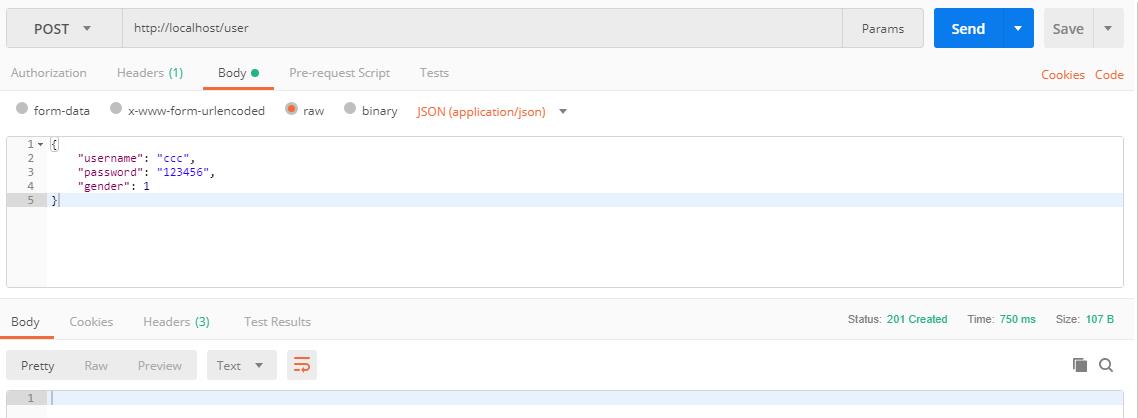 POST http://localhost/user Params Send Save
Authorization Headers (1) Body Pre-request Script Tests Cookies Code
form-data x-www-form-urlencoded raw binary JSON (application/json)
1 {
2 "username": "ccc",
3 "password": "123456",
4 "gender": 1
5 }
Body Cookies Headers (3) Test Results Status: 201 Created Time: 750 ms Size: 107 B
Pretty Raw Preview Text
1